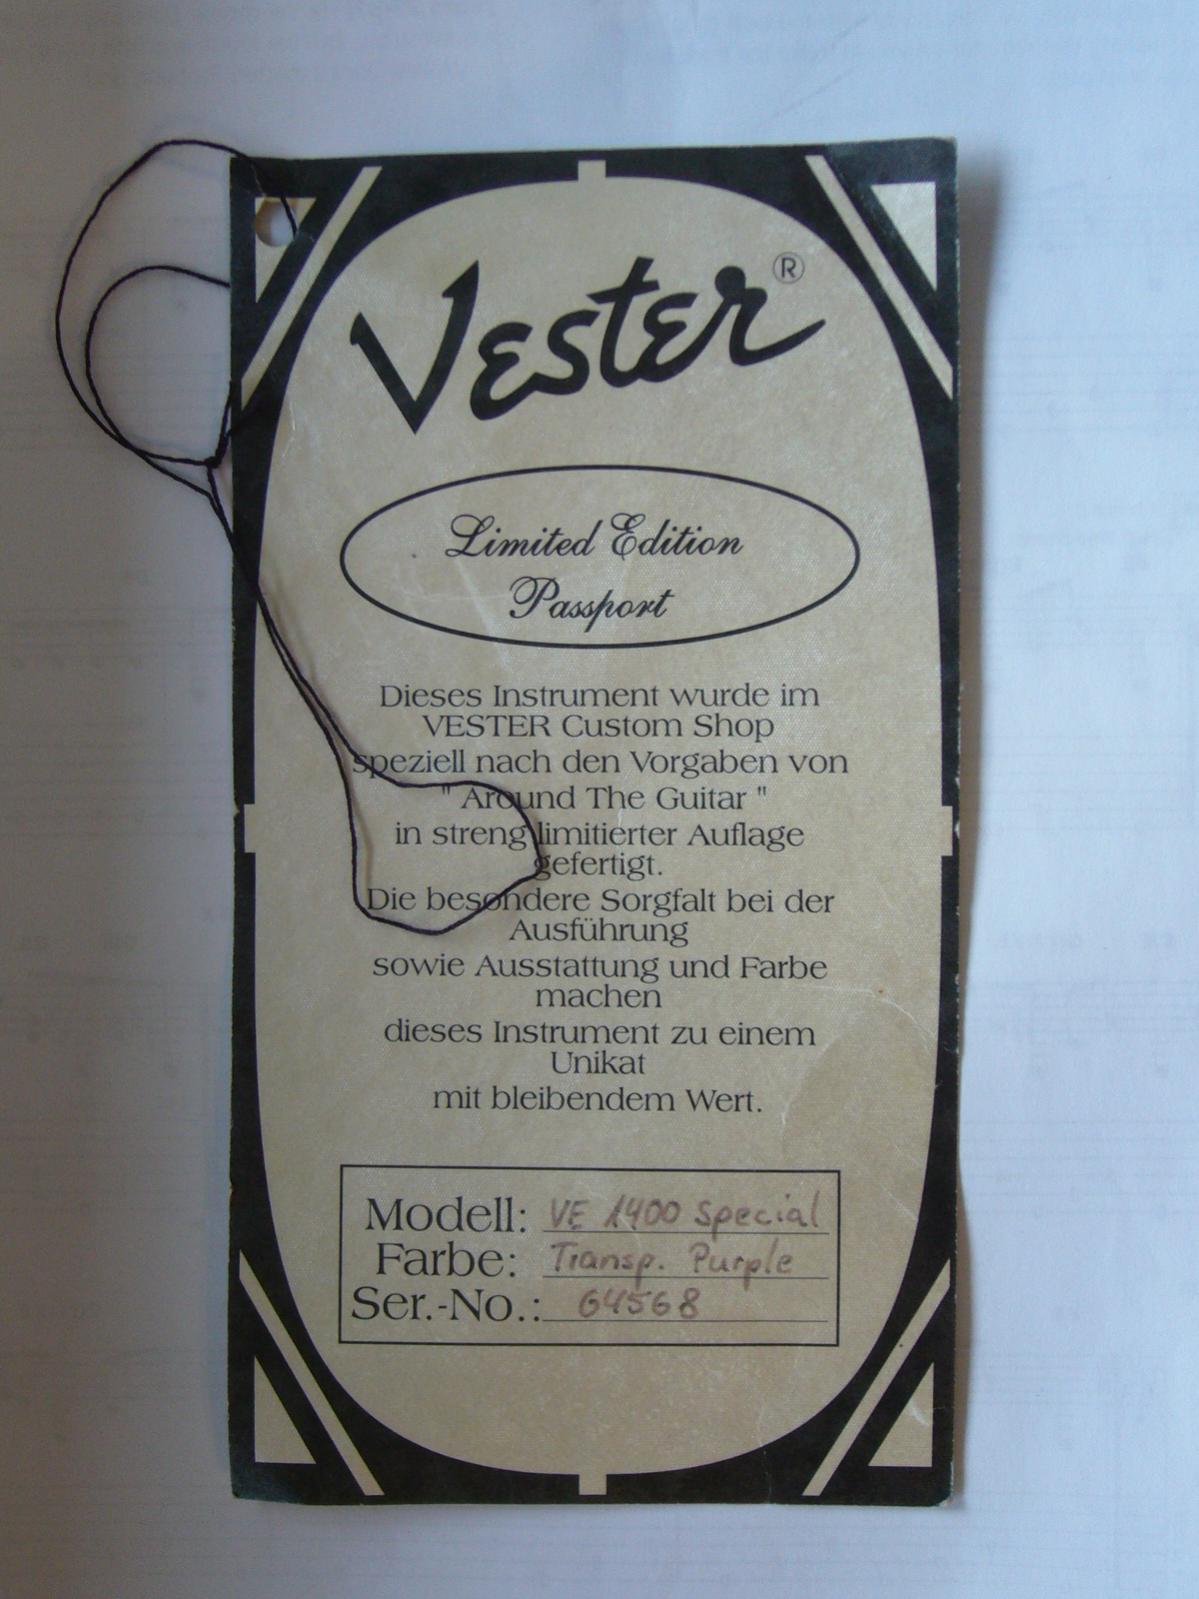 Vester®
Limited Edition
Passport
Dieses Instrument wurde im
VESTER Custom Shop
speziell nach den Vorgaben von
" Around The Guitar "
in streng limitierter Auflage
gefertigt.
Die besondere Sorgfalt bei der
Ausführung
sowie Ausstattung und Farbe
machen
dieses Instrument zu einem
Unikat
mit bleibendem Wert.
Modell: VE 1400 Special
Farbe: Transp. Purple
Ser.-No.: 64568